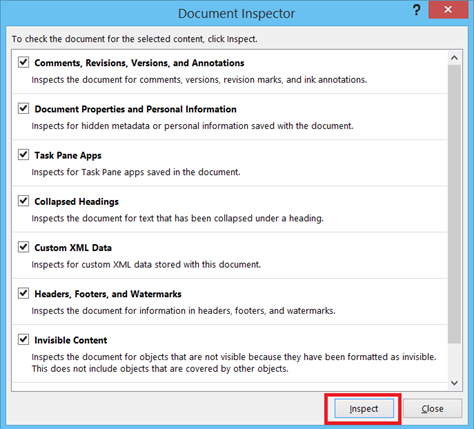 Document Inspector
?
To check the document for the selected content, click Inspect.
Comments, Revisions, Versions, and Annotations
Inspects the document for comments, versions, revision marks, and ink annotations.
Document Properties and Personal Information
Inspects for hidden metadata or personal information saved with the document.
Task Pane Apps
Inspects for Task Pane apps saved in the document.
Collapsed Headings
Inspects the document for text that has been collapsed under a heading.
Custom XML Data
Inspects for custom XML data stored with this document.
Headers, Footers, and Watermarks
Inspects the document for information in headers, footers, and watermarks.
Invisible Content
Inspects the document for objects that are not visible because they have been formatted as invisible.
This does not include objects that are covered by other objects.
Inspect
Close